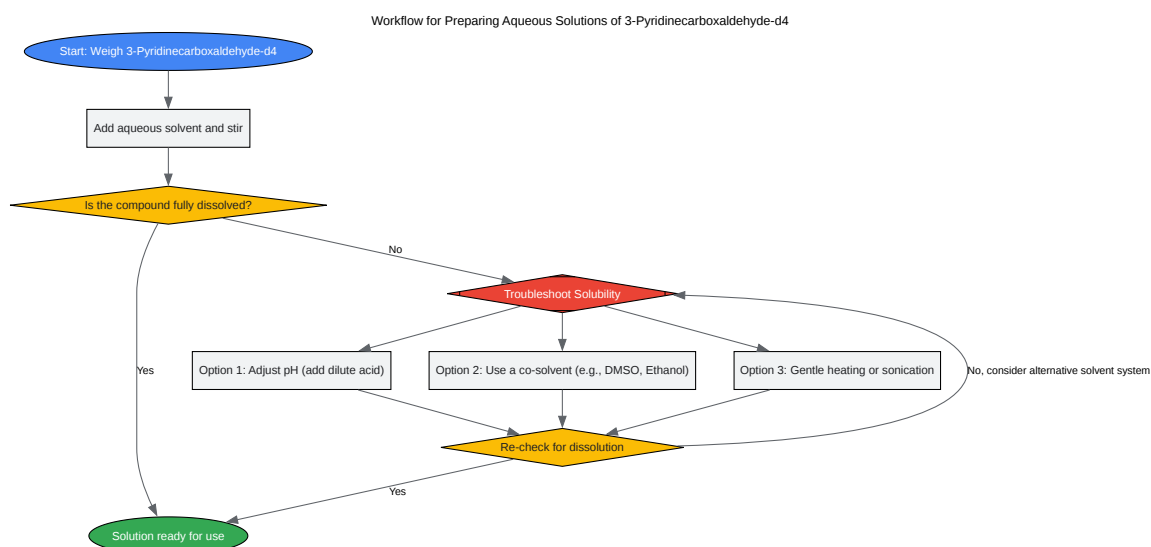 Workflow for Preparing Aqueous Solutions of 3-Pyridinecarboxaldehyde-d4
Start: Weigh 3-Pyridinecarboxaldehyde-d4
Add aqueous solvent and stir
Is the compound fully dissolved?
No
Troubleshoot Solubility
Option 1: Adjust pH (add dilute acid)
Option 2: Use a co-solvent (e.g., DMSO, Ethanol)
Option 3: Gentle heating or sonication
Yes
No, consider alternative solvent system
Re-check for dissolution
Yes
Solution ready for use